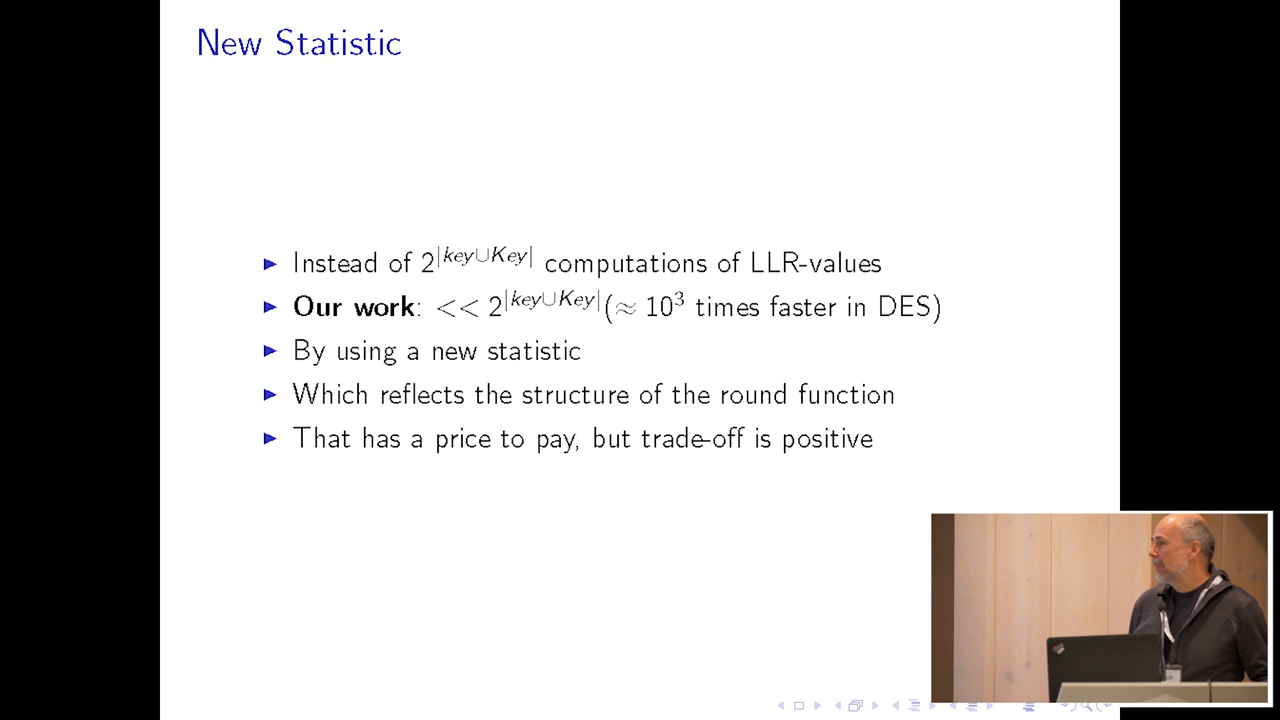 New Statistic
Instead of 2^{|key∪Key|} computations of LLR-values
Our work: << 2^{|key∪Key|}(≈ 10^3 times faster in DES)
By using a new statistic
Which reflects the structure of the round function
That has a price to pay, but trade-off is positive